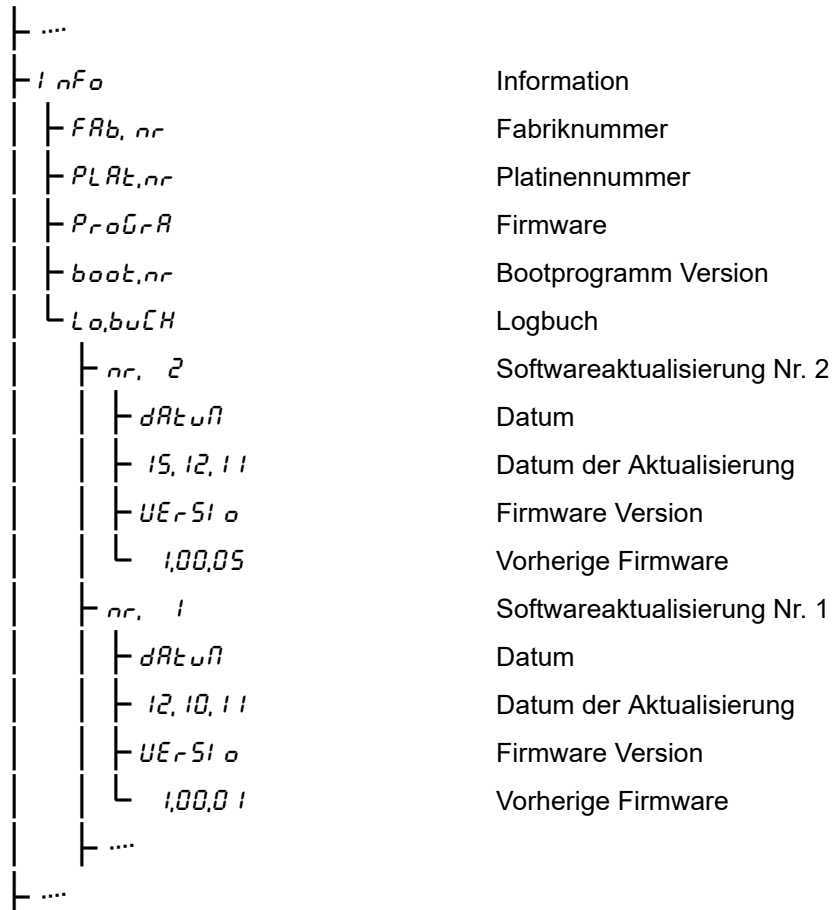 ....
InFo Information
FAb, nr Fabriknummer
PLAt,nr Platinennummer
ProGrA Firmware
boot,nr Bootprogramm Version
Lo,buCH Logbuch
nr, 2 Softwareaktualisierung Nr. 2
dAtuM Datum
15, 12, 11 Datum der Aktualisierung
VErSIo Firmware Version
1,00,05 Vorherige Firmware
nr, 1 Softwareaktualisierung Nr. 1
dAtuM Datum
12, 10, 11 Datum der Aktualisierung
VErSIo Firmware Version
1,00,01 Vorherige Firmware
....
....